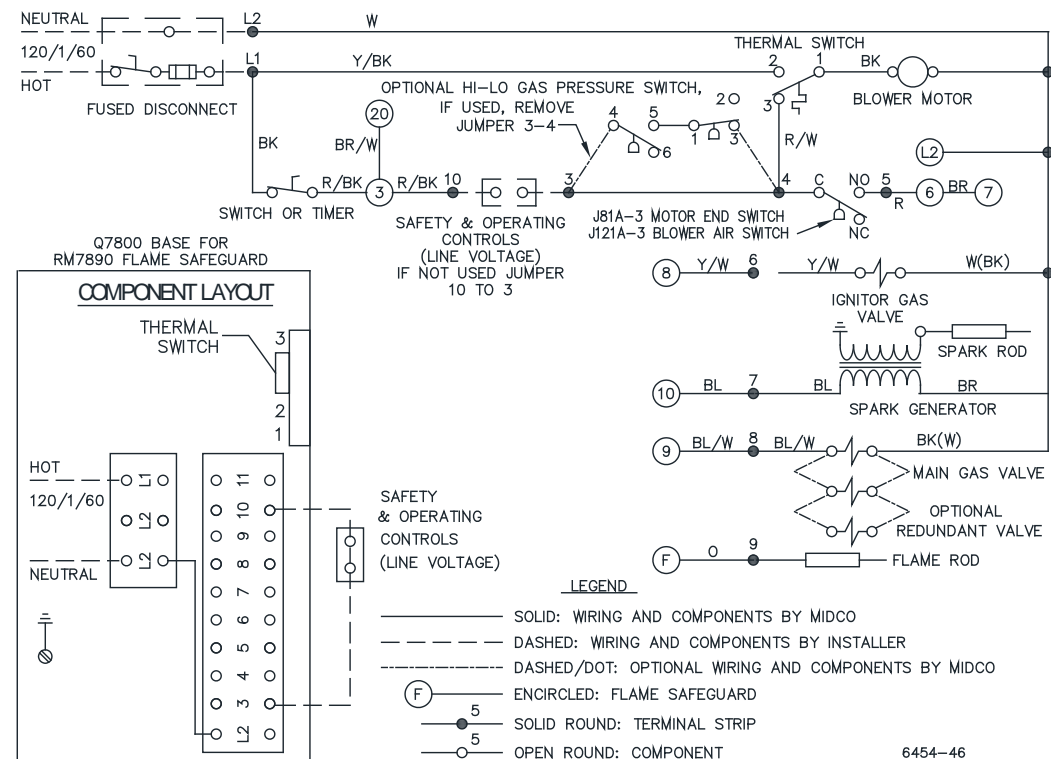 NEUTRAL
L2
W
120/1/60
HOT
L1
Y/BK
FUSED DISCONNECT
THERMAL SWITCH
2
1
3
BK
BLOWER MOTOR
OPTIONAL HI-LO GAS PRESSURE SWITCH,
IF USED, REMOVE
JUMPER 3-4
4
5
6
2
1
3
20
BR/W
R/W
L2
BK
R/BK
3
R/BK
10
3
4
C
NO
NC
5
R
6
BR
7
SWITCH OR TIMER
SAFETY & OPERATING
CONTROLS
(LINE VOLTAGE)
IF NOT USED JUMPER
10 TO 3
J81A-3 MOTOR END SWITCH
J121A-3 BLOWER AIR SWITCH
8
Y/W
6
Y/W
W(BK)
IGNITOR GAS
VALVE
SPARK ROD
10
BL
7
BL
BR
SPARK GENERATOR
9
BL/W
8
BL/W
BK(W)
MAIN GAS VALVE
OPTIONAL
REDUNDANT VALVE
F
O
9
FLAME ROD
Q7800 BASE FOR
RM7890 FLAME SAFEGUARD
COMPONENT LAYOUT
THERMAL
SWITCH
3
2
1
HOT
120/1/60
NEUTRAL
L1
L2
L2
11
10
9
8
7
6
5
4
3
L2
SAFETY
& OPERATING
CONTROLS
(LINE VOLTAGE)
LEGEND
SOLID: WIRING AND COMPONENTS BY MIDCO
DASHED: WIRING AND COMPONENTS BY INSTALLER
DASHED/DOT: OPTIONAL WIRING AND COMPONENTS BY MIDCO
F
ENCIRCLED: FLAME SAFEGUARD
5
SOLID ROUND: TERMINAL STRIP
5
OPEN ROUND: COMPONENT
6454-46